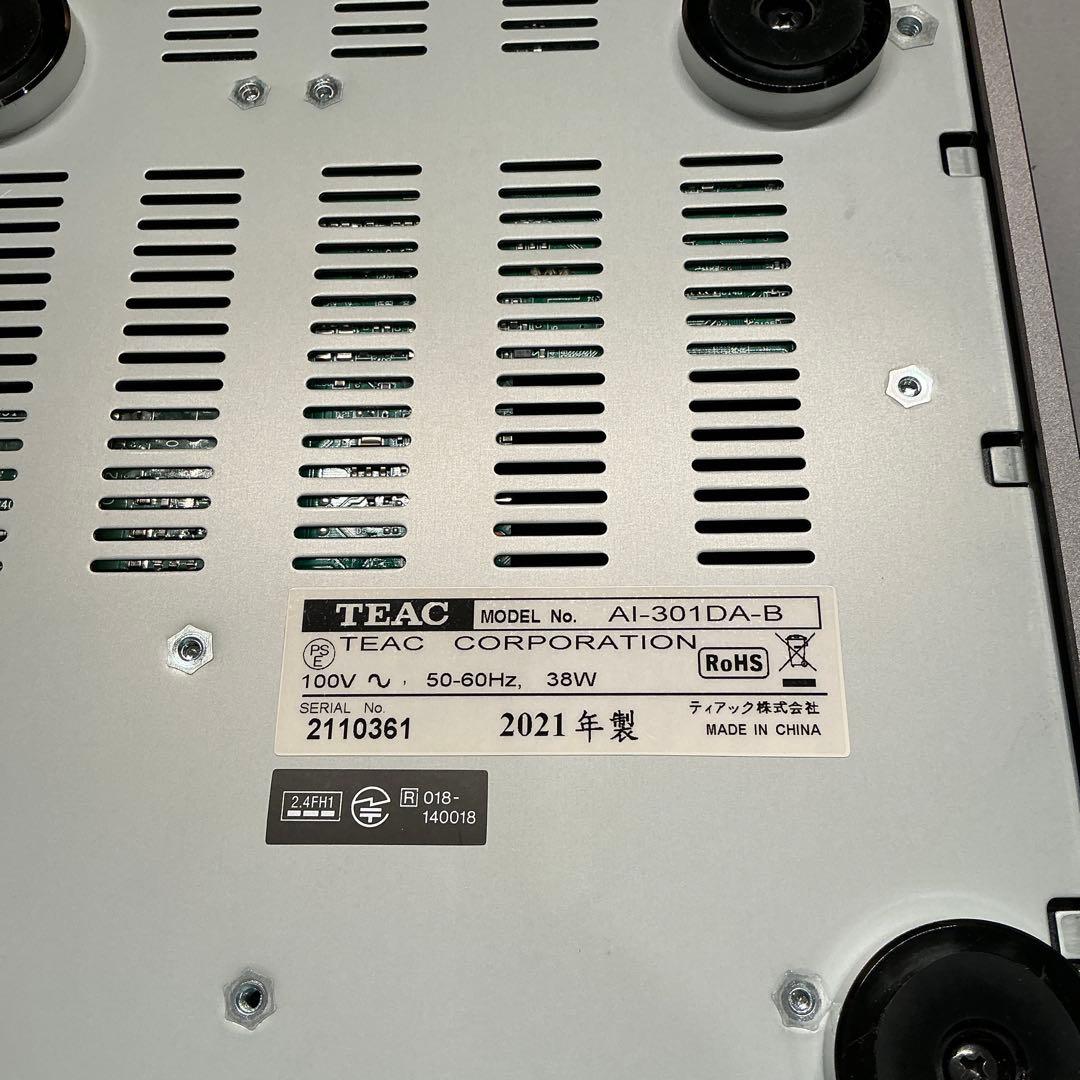 TEAC MODEL No. AI-301DA-B
PS E TEAC CORPORATION RoHS
100V ∿, 50-60Hz, 38W
SERIAL No. ティアック株式会社
2110361 2021年製 MADE IN CHINA
2.4FH1 R 018-
140018